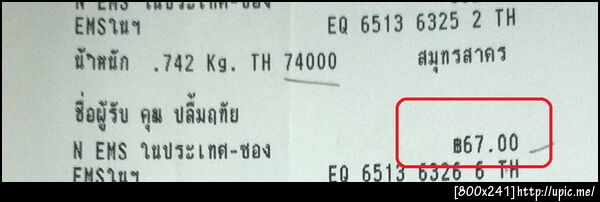 N EMS ในประเทศ-ซอง
EMSในฯ EQ 6513 6325 2 TH
น้ำหนัก .742 Kg. TH 74000 สมุทรสาคร
ชื่อผู้รับ คุณ ปลื้มฤทัย
฿67.00
N EMS ในประเทศ-ซอง
EMSในฯ EQ 6513 6326 6 TH
[800x241]http://upic.me/